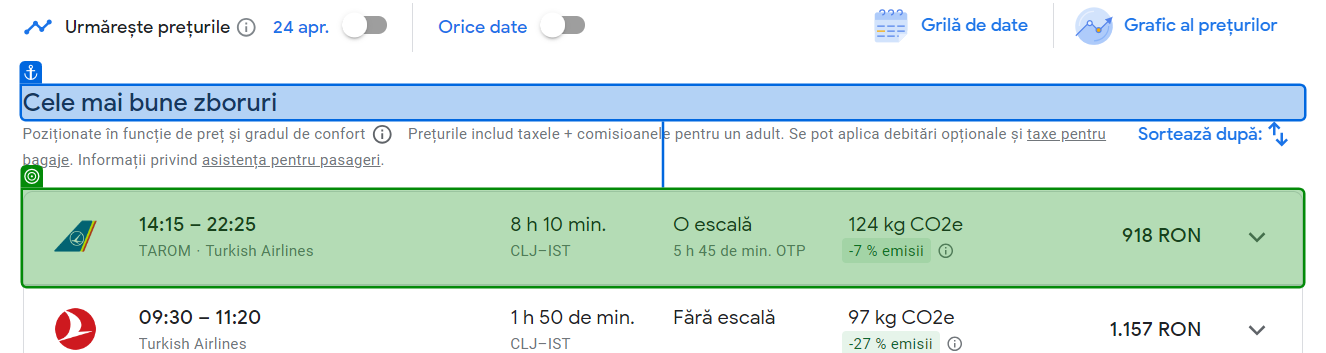 Urmărește prețurile 24 apr. Orice date Grilă de date Grafic al prețurilor
Cele mai bune zboruri
Poziționate în funcție de preț și gradul de confort Prețurile includ taxele + comisioanele pentru un adult. Se pot aplica debitări opționale și taxe pentru
bagaje. Informații privind asistența pentru pasageri.
Sortează după:
14:15 – 22:25 8 h 10 min. O escală 124 kg CO2e 918 RON
TAROM · Turkish Airlines CLJ–IST 5 h 45 de min. OTP -7 % emisii
09:30 – 11:20 1 h 50 de min. Fără escală 97 kg CO2e 1.157 RON
Turkish Airlines CLJ–IST -27 % emisii